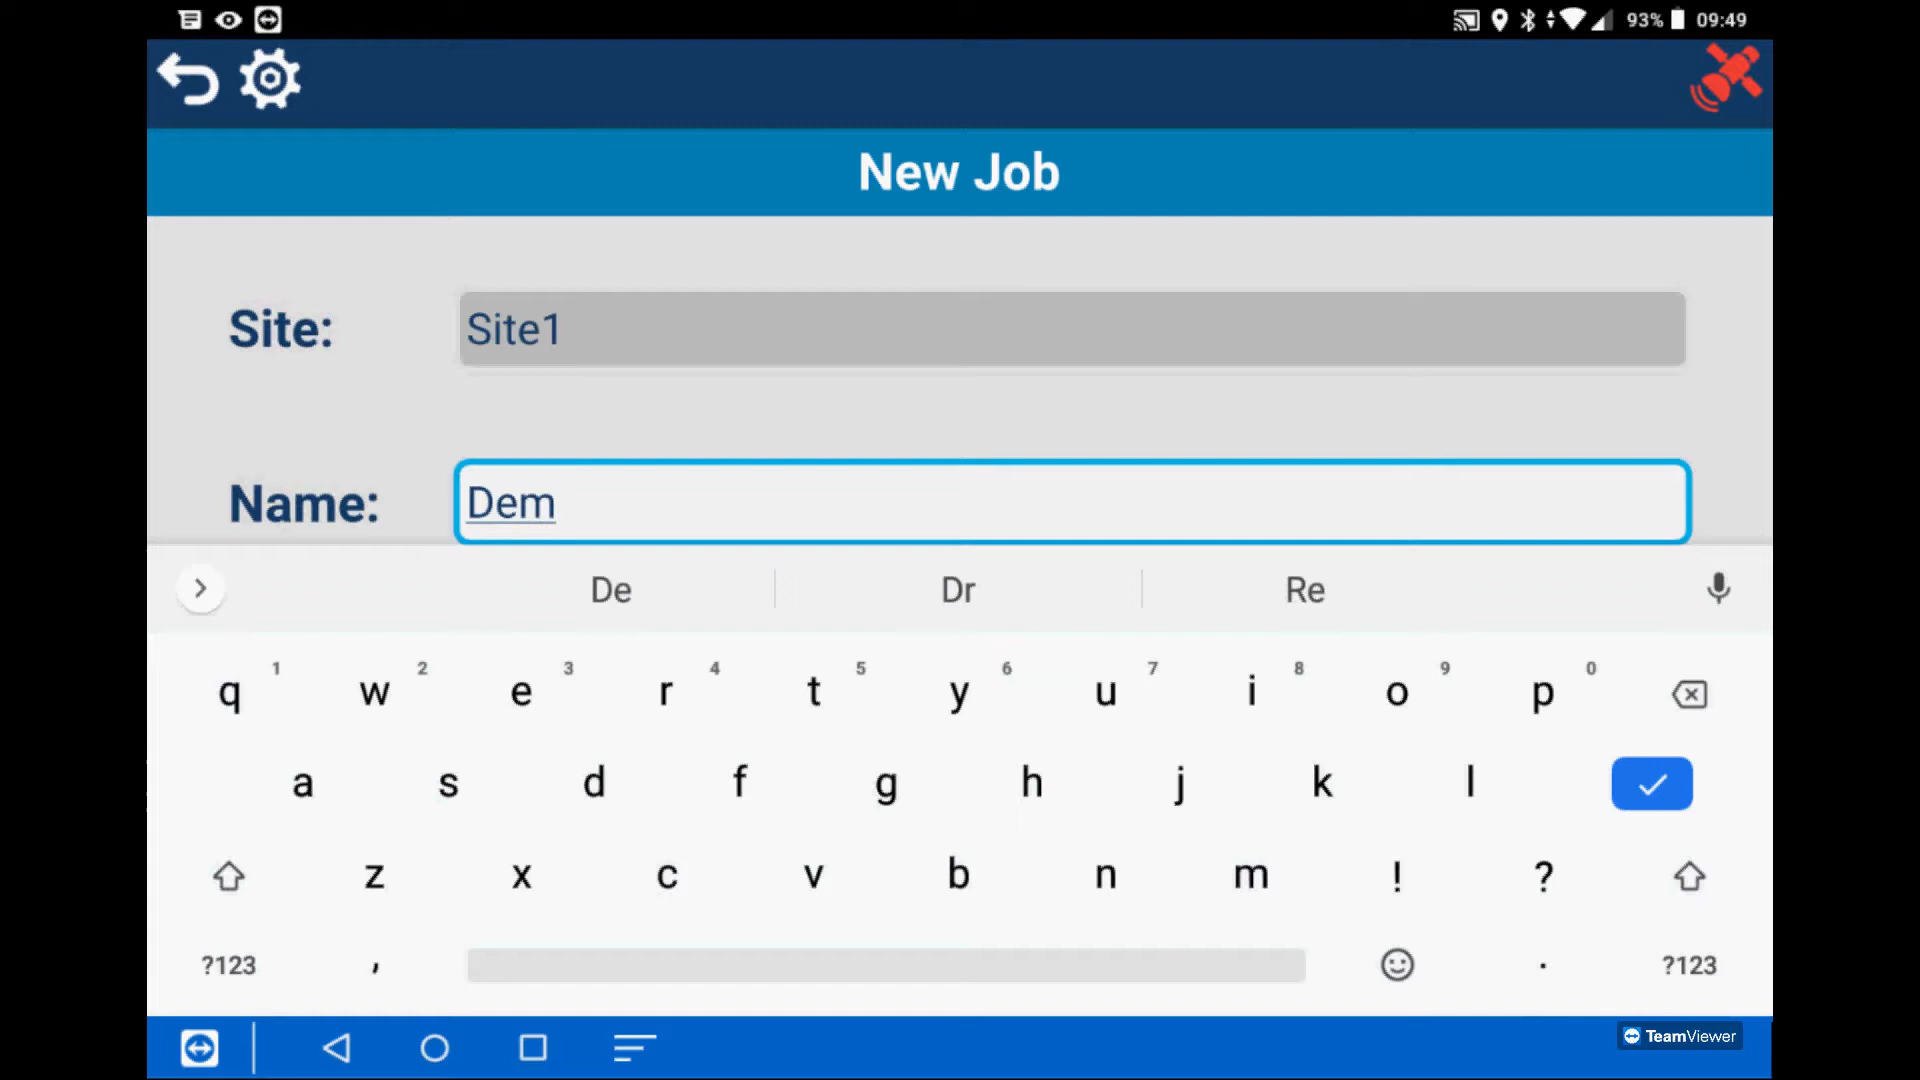 93% 09:49
New Job
Site: Site1
Name: Dem
De Dr Re
q 1 w 2 e 3 r 4 t 5 y 6 u 7 i 8 o 9 p 0
a s d f g h j k l
z x c v b n m ! ?
?123 , . ?123
TeamViewer